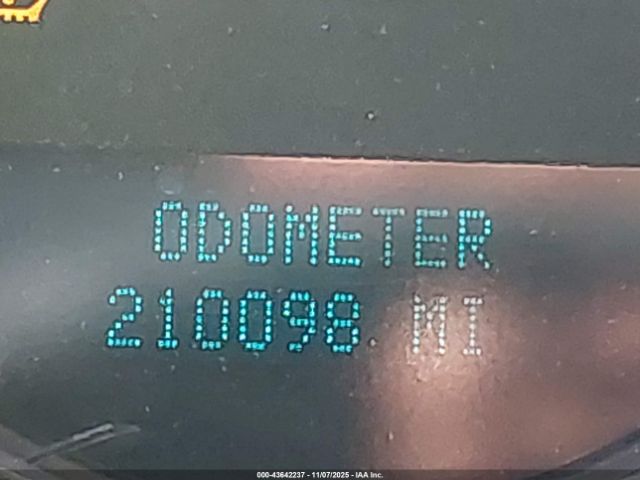 ODOMETER
210098 MI
000-43642237 - 11/07/2025 - IAA Inc.